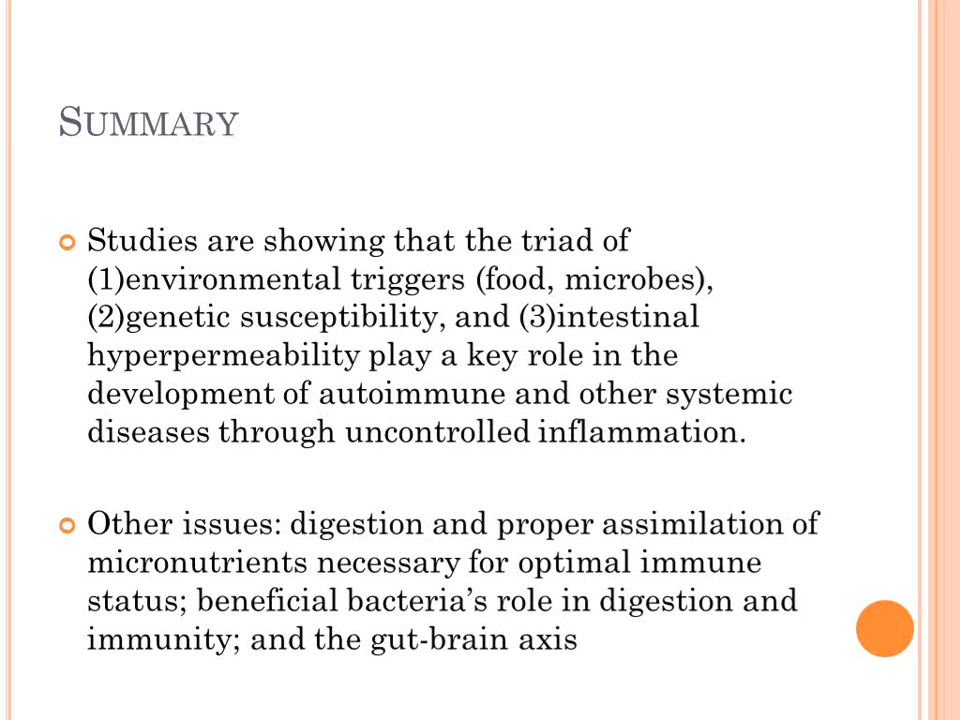 SUMMARY
Studies are showing that the triad of
(1)environmental triggers (food, microbes),
(2)genetic susceptibility, and (3)intestinal
hyperpermeability play a key role in the
development of autoimmune and other systemic
diseases through uncontrolled inflammation.
Other issues: digestion and proper assimilation of
micronutrients necessary for optimal immune
status; beneficial bacteria’s role in digestion and
immunity; and the gut-brain axis